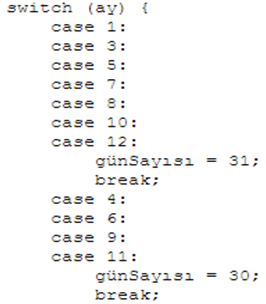 switch (ay) {
    case 1:
    case 3:
    case 5:
    case 7:
    case 8:
    case 10:
    case 12:
        günSayısı = 31;
        break;
    case 4:
    case 6:
    case 9:
    case 11:
        günSayısı = 30;
        break;